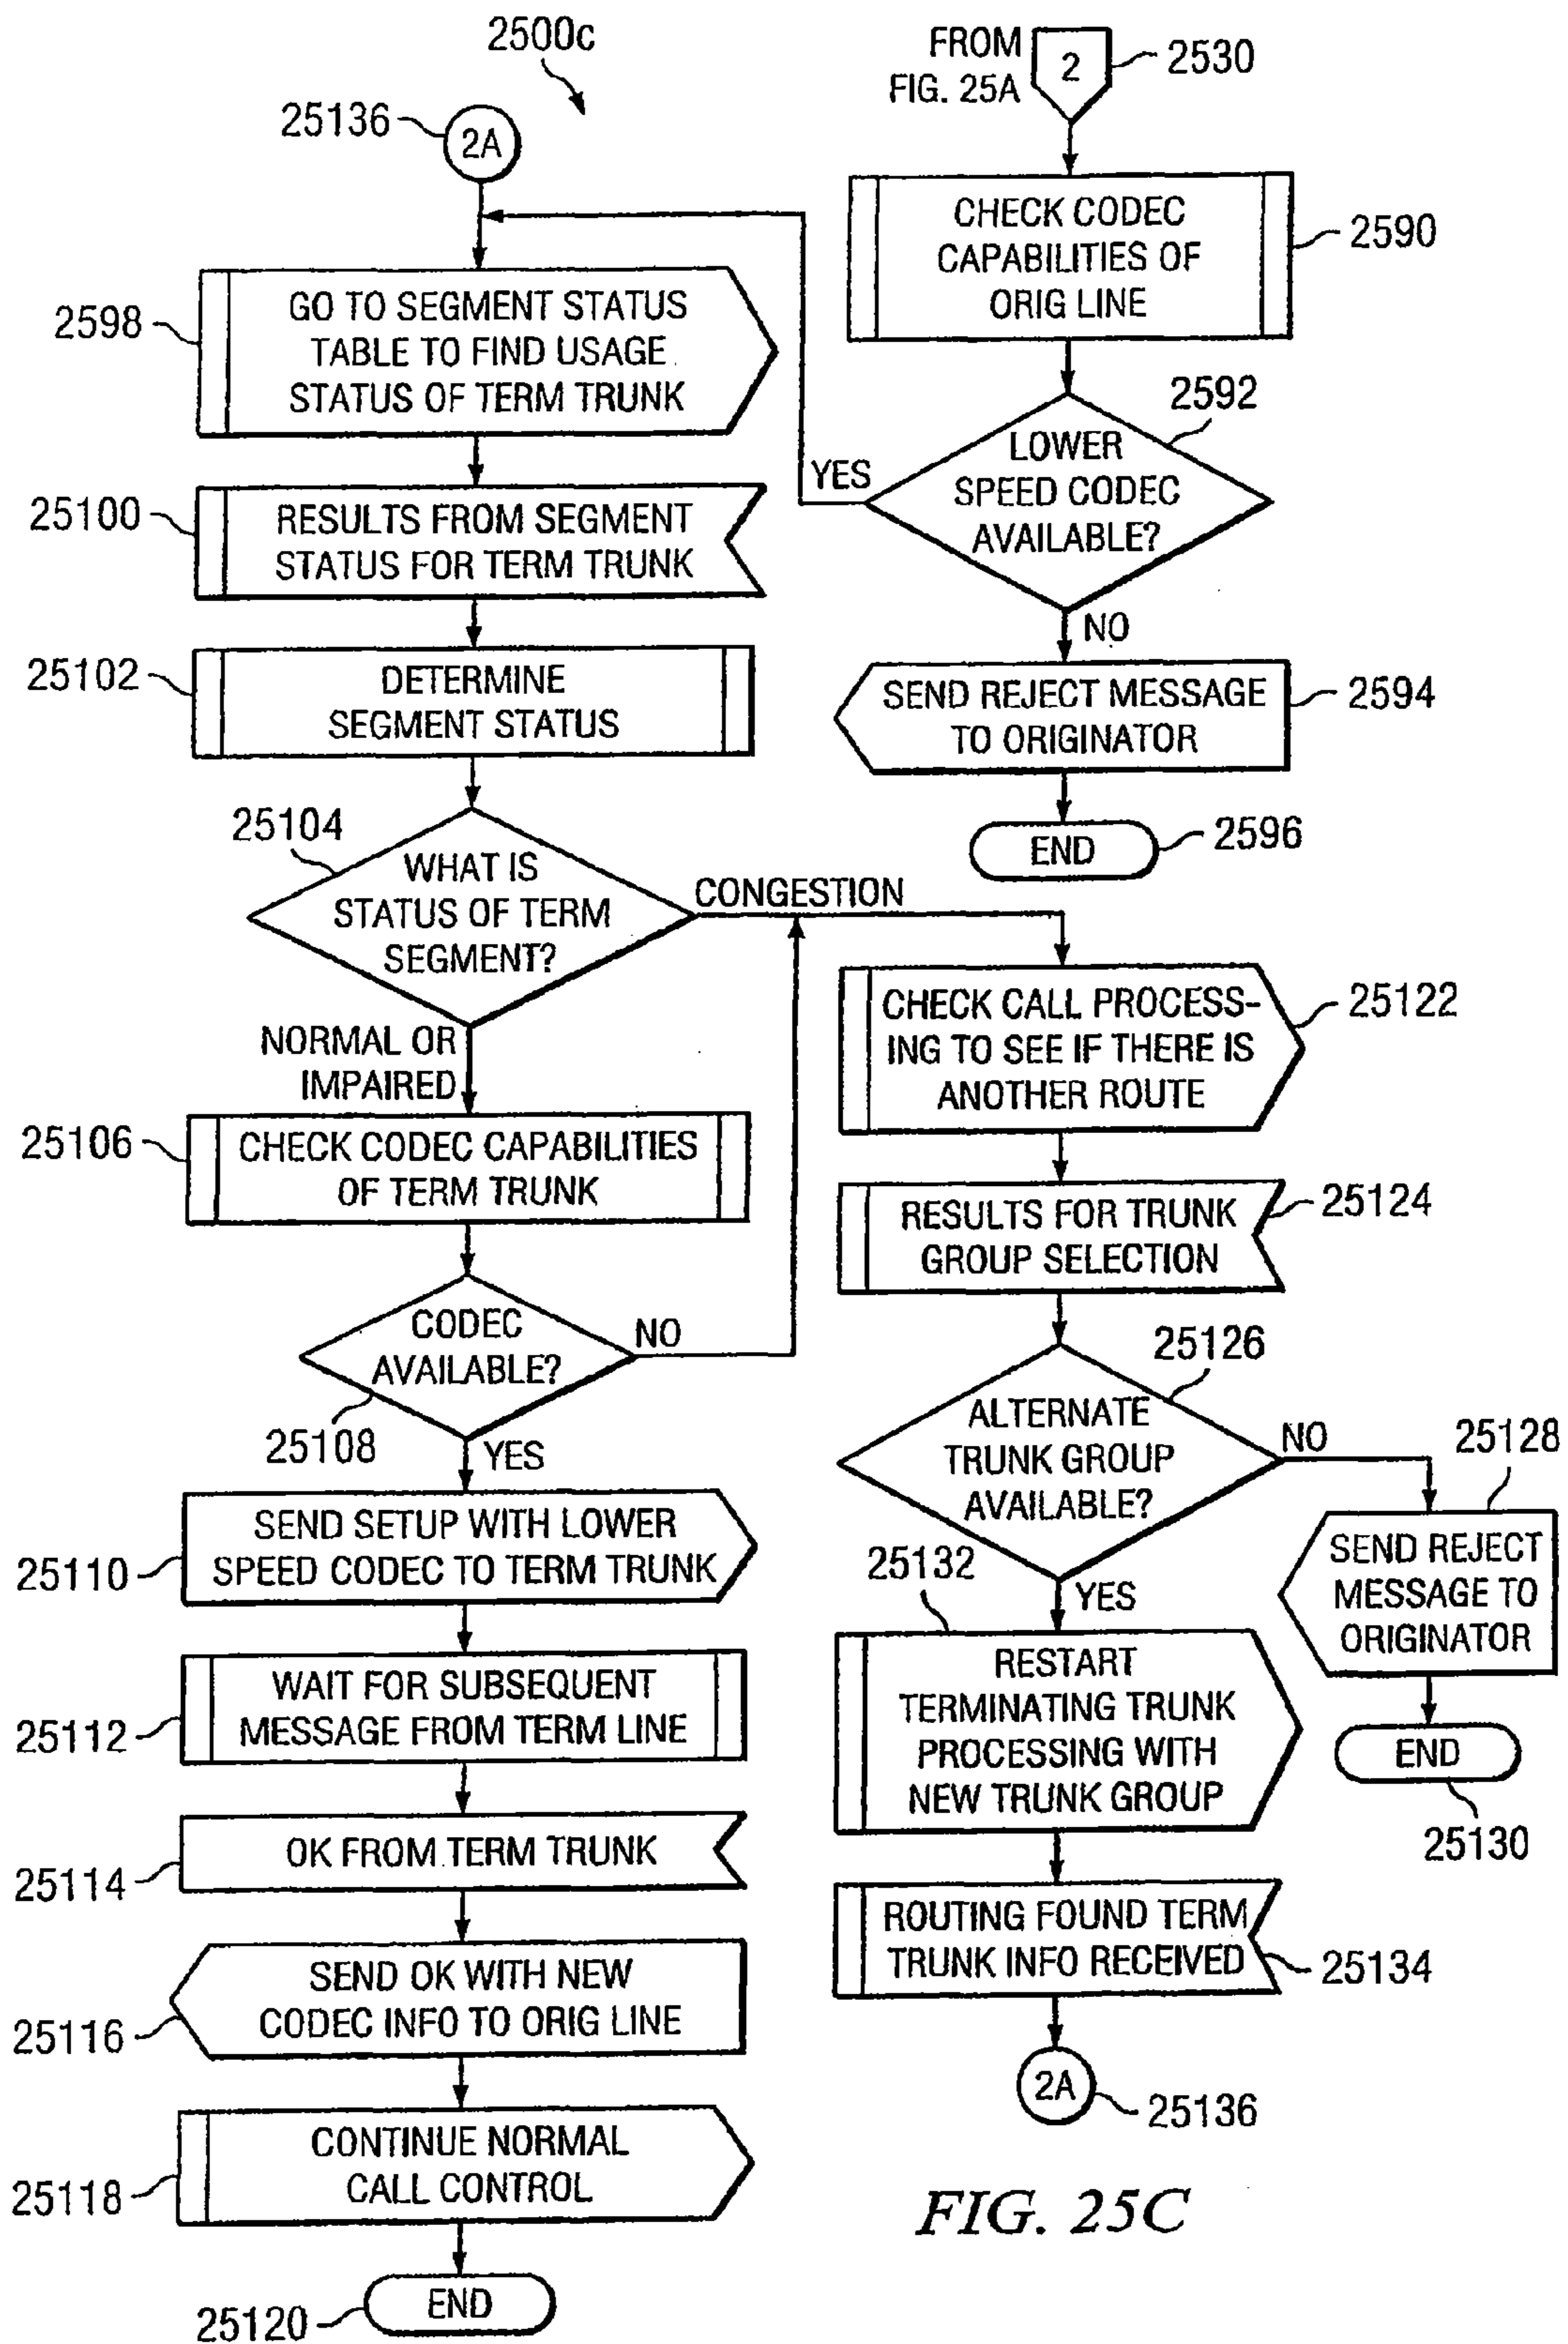 2500c
25136
2A
FROM
FIG. 25A
2
2530
CHECK CODEC
CAPABILITIES OF
ORIG LINE
2590
2598
GO TO SEGMENT STATUS
TABLE TO FIND USAGE
STATUS OF TERM TRUNK
2592
LOWER
SPEED CODEC
AVAILABLE?
YES
NO
25100
RESULTS FROM SEGMENT
STATUS FOR TERM TRUNK
25102
DETERMINE
SEGMENT STATUS
SEND REJECT MESSAGE
TO ORIGINATOR
2594
END
2596
25104
WHAT IS
STATUS OF TERM
SEGMENT?
CONGESTION
NORMAL OR
IMPAIRED
25106
CHECK CODEC CAPABILITIES
OF TERM TRUNK
CODEC
AVAILABLE?
NO
25108
YES
25110
SEND SETUP WITH LOWER
SPEED CODEC TO TERM TRUNK
25112
WAIT FOR SUBSEQUENT
MESSAGE FROM TERM LINE
25114
OK FROM TERM TRUNK
25116
SEND OK WITH NEW
CODEC INFO TO ORIG LINE
25118
CONTINUE NORMAL
CALL CONTROL
25120
END
CHECK CALL PROCESS-
ING TO SEE IF THERE IS
ANOTHER ROUTE
25122
RESULTS FOR TRUNK
GROUP SELECTION
25124
25126
ALTERNATE
TRUNK GROUP
AVAILABLE?
NO
25128
SEND REJECT
MESSAGE TO
ORIGINATOR
END
25130
YES
25132
RESTART
TERMINATING TRUNK
PROCESSING WITH
NEW TRUNK GROUP
ROUTING FOUND TERM
TRUNK INFO RECEIVED
25134
2A
25136
FIG. 25C